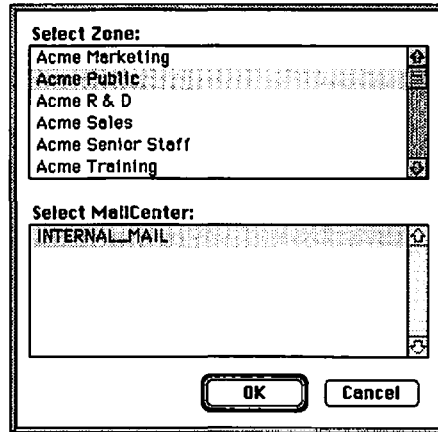 Select Zone:
Acme Marketing
Acme Public
Acme R & D
Acme Sales
Acme Senior Staff
Acme Training
Select MailCenter:
INTERNAL_MAIL
OK
Cancel